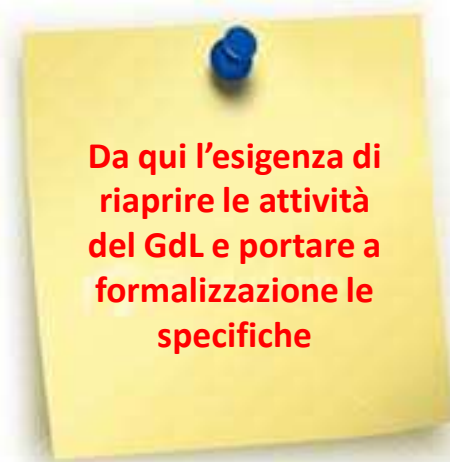 Da qui l’esigenza di
riaprire le attività
del GdL e portare a
formalizzazione le
specifiche